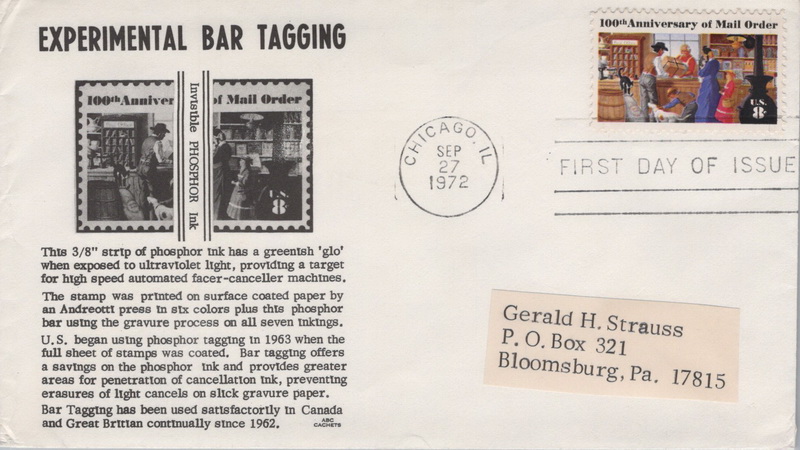 EXPERIMENTAL BAR TAGGING
100th Anniver of Mail Order
Invisible PHOSPHOR Ink
8
This 3/8" strip of phosphor ink has a greenish 'glo'
when exposed to ultraviolet light, providing a target
for high speed automated facer-canceller machines.
The stamp was printed on surface coated paper by
an Andreotti press in six colors plus this phosphor
bar using the gravure process on all seven inkings.
U.S. began using phosphor tagging in 1963 when the
full sheet of stamps was coated. Bar tagging offers
a savings on the phosphor ink and provides greater
areas for penetration of cancellation ink, preventing
erasures of light cancels on slick gravure paper.
Bar Tagging has been used satisfactorily in Canada
and Great Brittan continually since 1962.
ABC
CACHETS
100th Anniversary of Mail Order
U.S.
8c
CHICAGO, IL
SEP
27
1972
FIRST DAY OF ISSUE
Gerald H. Strauss
P. O. Box 321
Bloomsburg, Pa. 17815